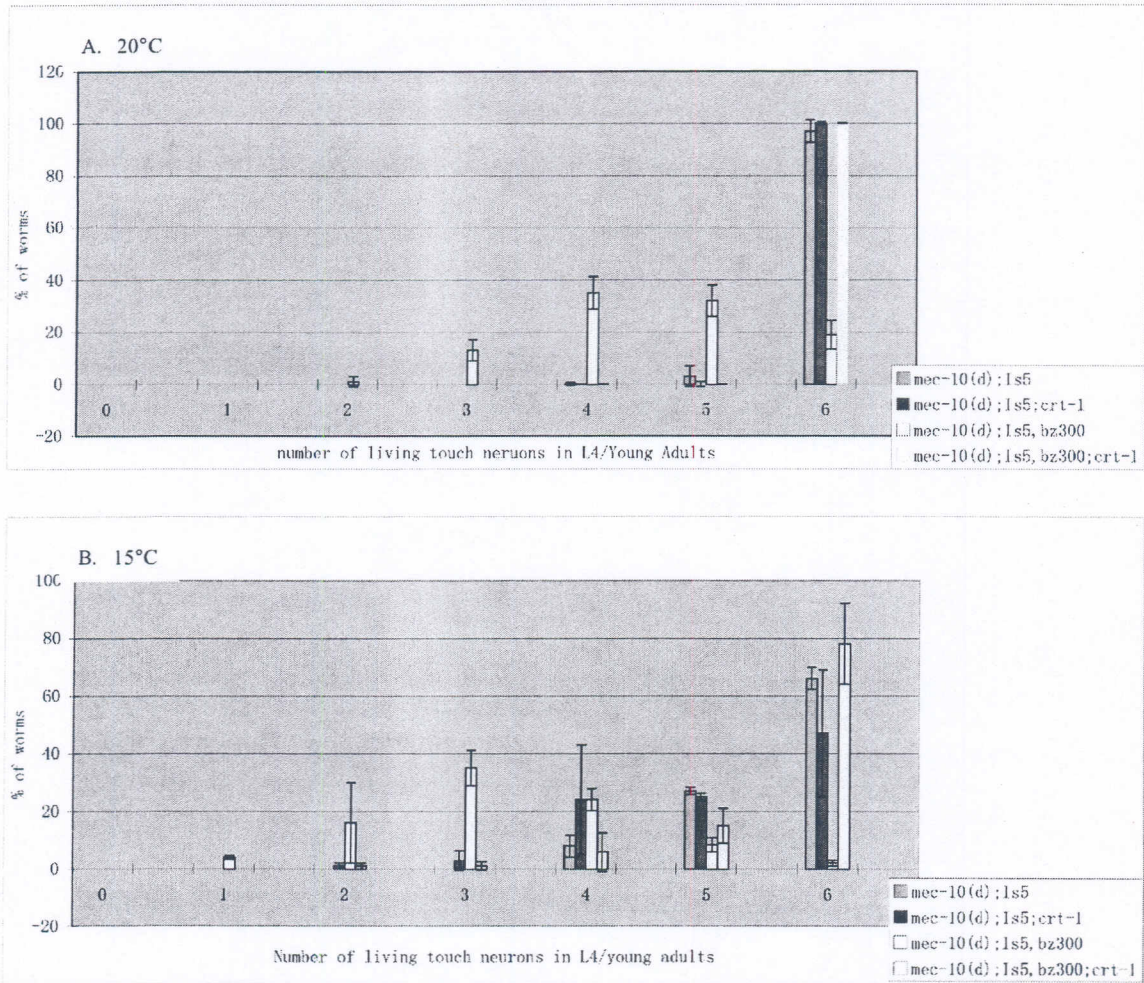 A. 20°C
120
100
80
60
40
20
0
-20
% of worms
0 1 2 3 4 5 6
number of living touch neruons in L4/Young Adults
mec-10(d);Is5
mec-10(d);Is5;crt-1
mec-10(d);Is5,bz300
mec-10(d);Is5,bz300;crt-1
B. 15°C
100
80
60
40
20
0
-20
% of worms
0 1 2 3 4 5 6
Number of living touch neurons in L4/young adults
mec-10(d);Is5
mec-10(d);Is5;crt-1
mec-10(d);Is5,bz300
mec-10(d);Is5,bz300;crt-1